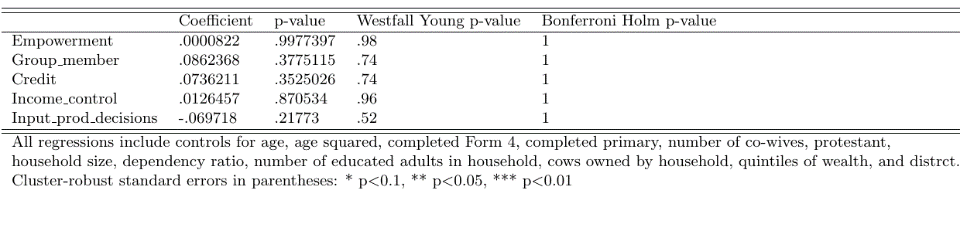 Coefficient p-value Westfall Young p-value Bonferroni Holm p-value
Empowerment .0000822 .9977397 .98 1
Group_member .0862368 .3775115 .74 1
Credit .0736211 .3525026 .74 1
Income_control .0126457 .870534 .96 1
Input_prod_decisions -.069718 .21773 .52 1
All regressions include controls for age, age squared, completed Form 4, completed primary, number of co-wives, protestant,
household size, dependency ratio, number of educated adults in household, cows owned by household, quintiles of wealth, and distrct.
Cluster-robust standard errors in parentheses: * p<0.1, ** p<0.05, *** p<0.01